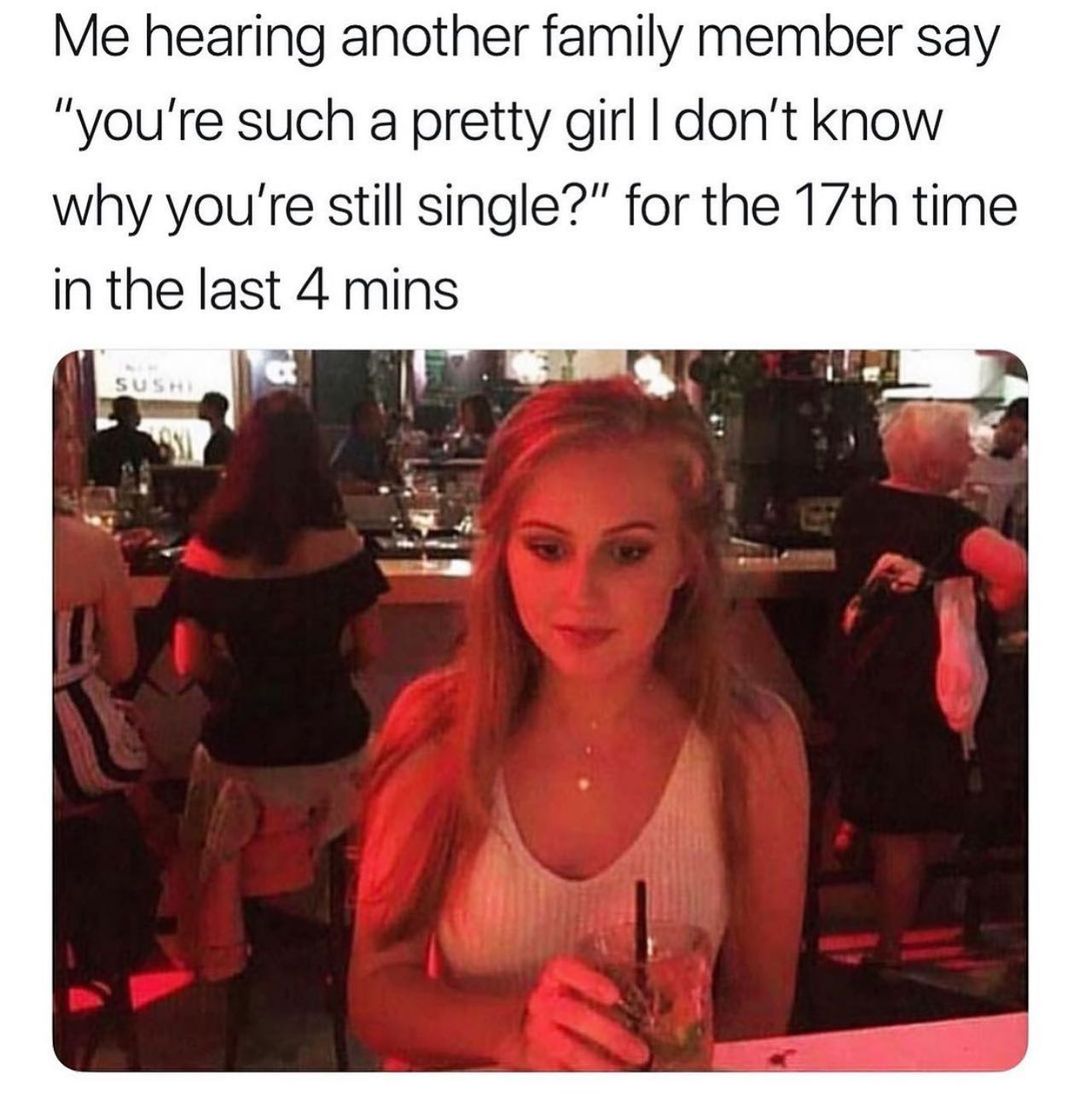 Me hearing another family member say
"you're such a pretty girl I don't know
why you're still single?" for the 17th time
in the last 4 mins
SUSHI